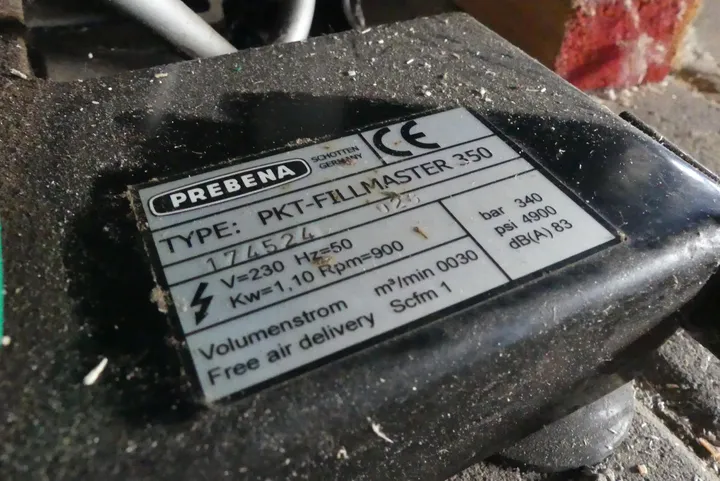 PREBENA
SCHOTTEN
GERMANY
CE
TYPE: PKT-FILLMASTER 350
174524
V=230 Hz=50
Kw=1,10 Rpm=900
bar 340
psi 4900
dB(A) 83
Volumenstrom m³/min 0030
Free air delivery Scfm 1